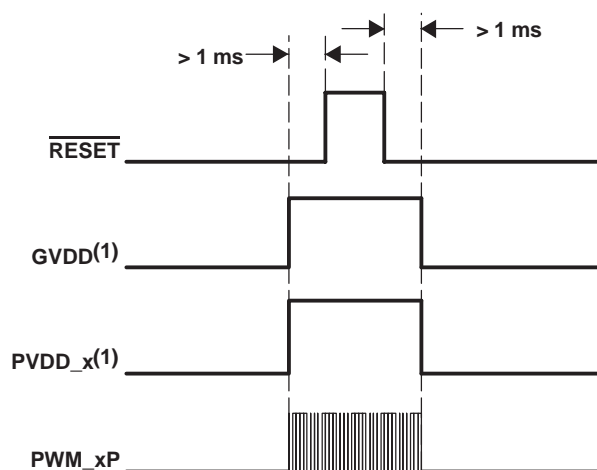 > 1 ms
> 1 ms
RESET
GVDD(1)
PVDD_x(1)
PWM_xP